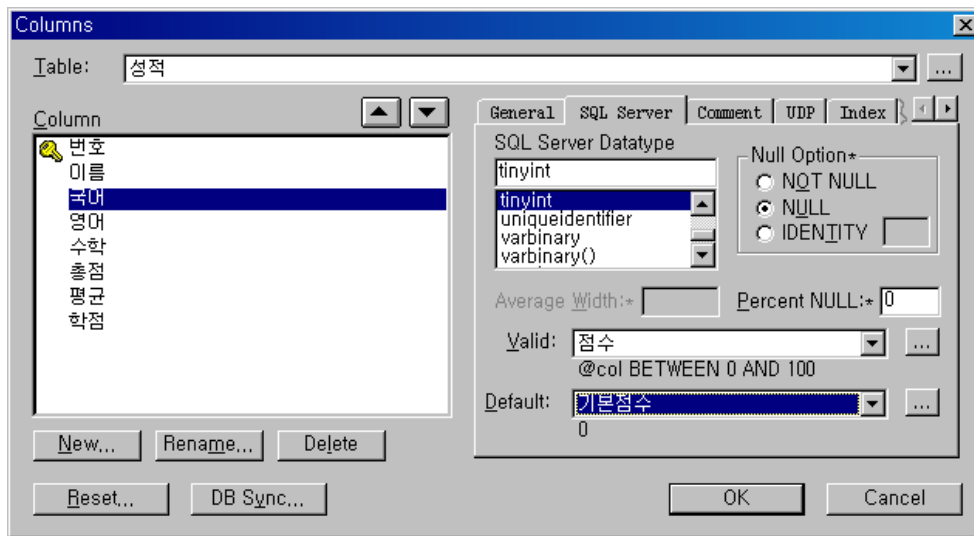 Columns
Table: 성적 ...
Column
번호
이름
국어
영어
수학
총점
평균
학점
New...
Rename...
Delete
Reset...
DB Sync...
General SQL Server Comment UDP Index
SQL Server Datatype
tinyint
tinyint
uniqueidentifier
varbinary
varbinary()
Null Option*
NOT NULL
NULL
IDENTITY
Average Width:*
Percent NULL:* 0
Valid: 점수 ...
@col BETWEEN 0 AND 100
Default: 기본점수 ...
0
OK
Cancel